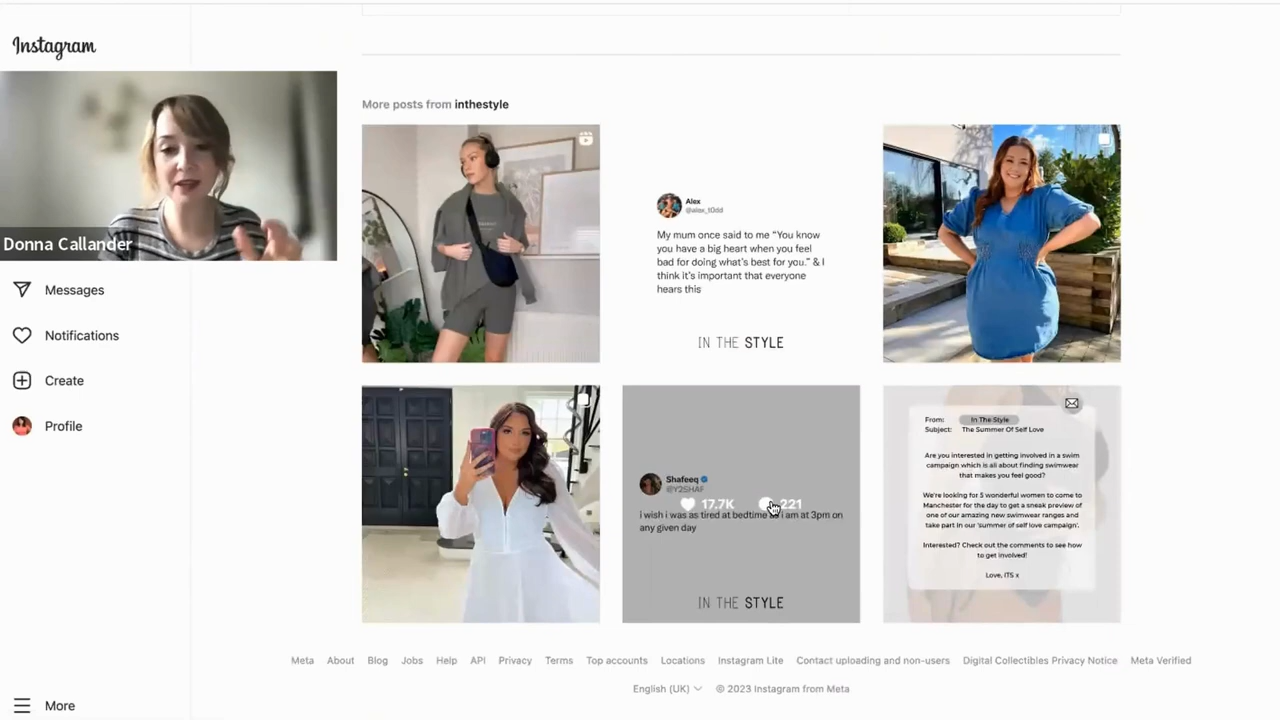 Instagram
Donna Callander
Messages
Notifications
Create
Profile
More
More posts from inthestyle
Alex
@alex_t0dd
My mum once said to me “You know
you have a big heart when you feel
bad for doing what’s best for you.” & I
think it’s important that everyone
hears this
IN THE STYLE
Shafeeq
@Y2SHAF
17.7K
221
i wish i was as tired at bedtime as i am at 3pm on
any given day
IN THE STYLE
From: In The Style
Subject: The Summer Of Self Love
Are you interested in getting involved in a swim
campaign which is all about finding swimwear
that makes you feel good?
We're looking for 5 wonderful women to come to
Manchester for the day to get a sneak preview of
one of our amazing new swimwear ranges and
take part in our 'summer of self love campaign'.
Interested? Check out the comments to see how
to get involved!
Love, ITS x
Meta About Blog Jobs Help API Privacy Terms Top accounts Locations Instagram Lite Contact uploading and non-users Digital Collectibles Privacy Notice Meta Verified
English (UK) © 2023 Instagram from Meta